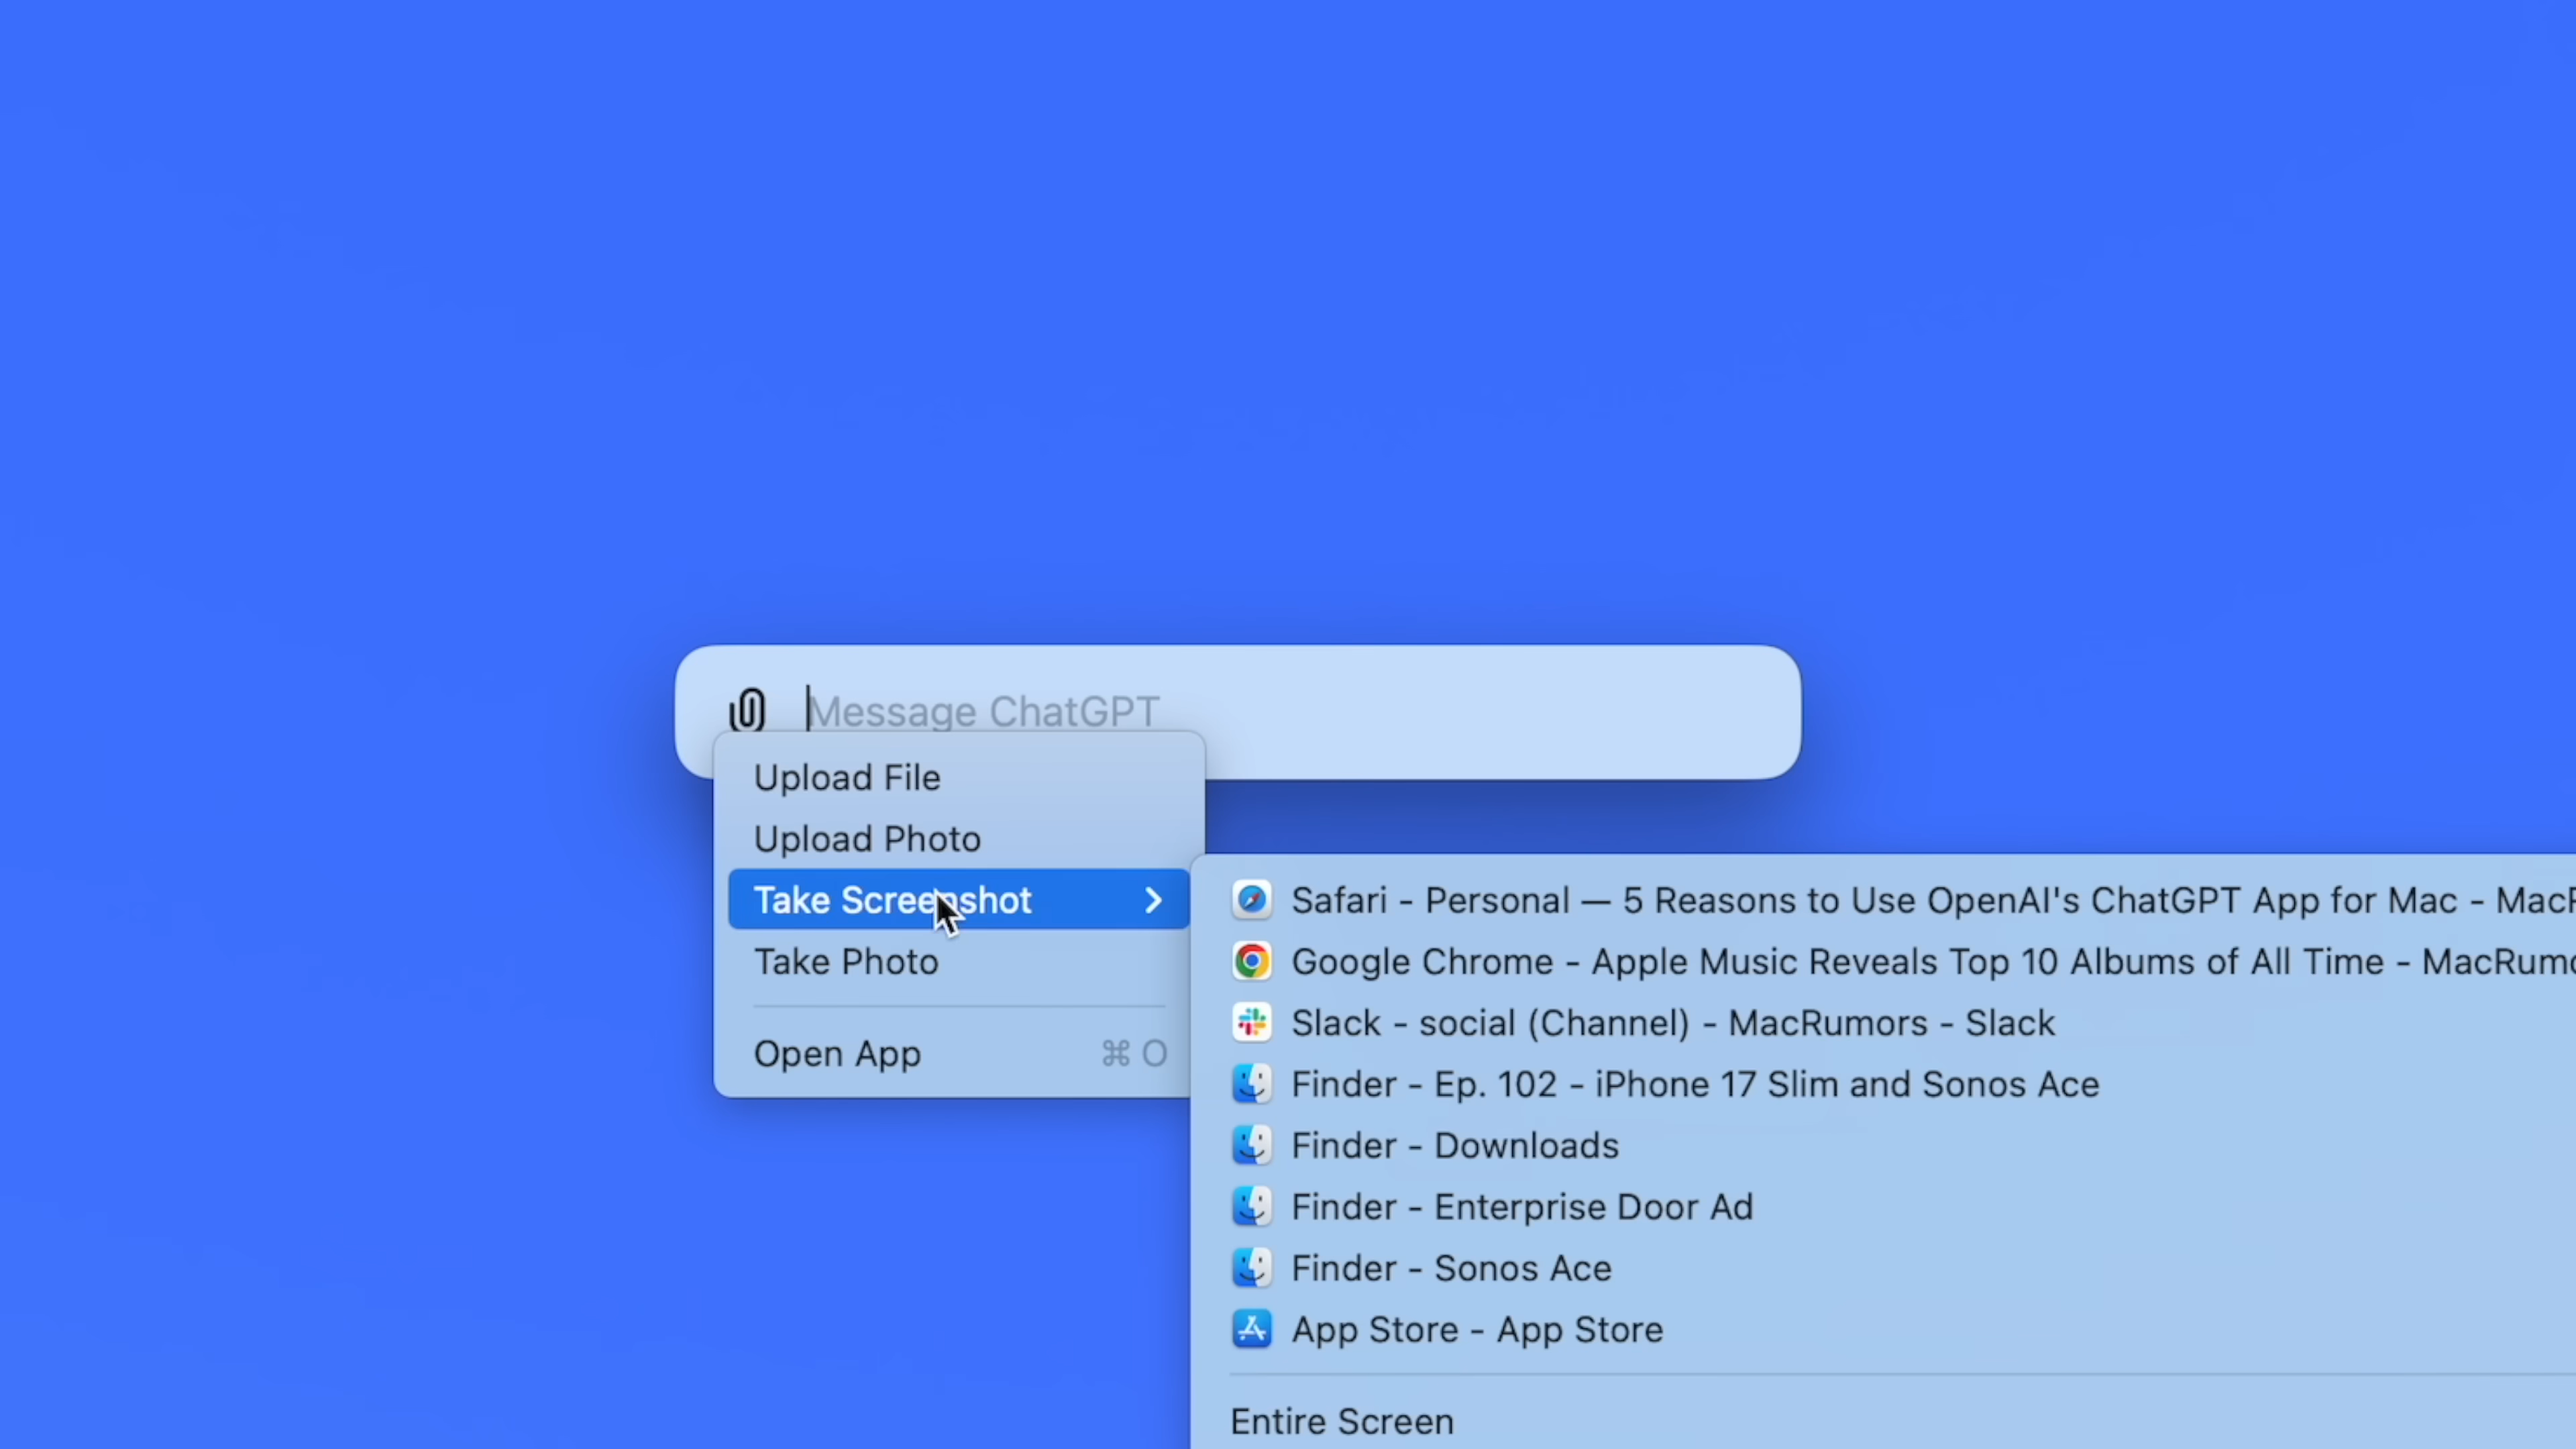 Message ChatGPT
Upload File
Upload Photo
Take Screenshot
Take Photo
Open App ⌘ O
Safari - Personal — 5 Reasons to Use OpenAI's ChatGPT App for Mac -
Google Chrome - Apple Music Reveals Top 10 Albums of All Time -
Slack - social (Channel) - MacRumors - Slack
Finder - Ep. 102 - iPhone 17 Slim and Sonos Ace
Finder - Downloads
Finder - Enterprise Door Ad
Finder - Sonos Ace
App Store - App Store
Entire Screen